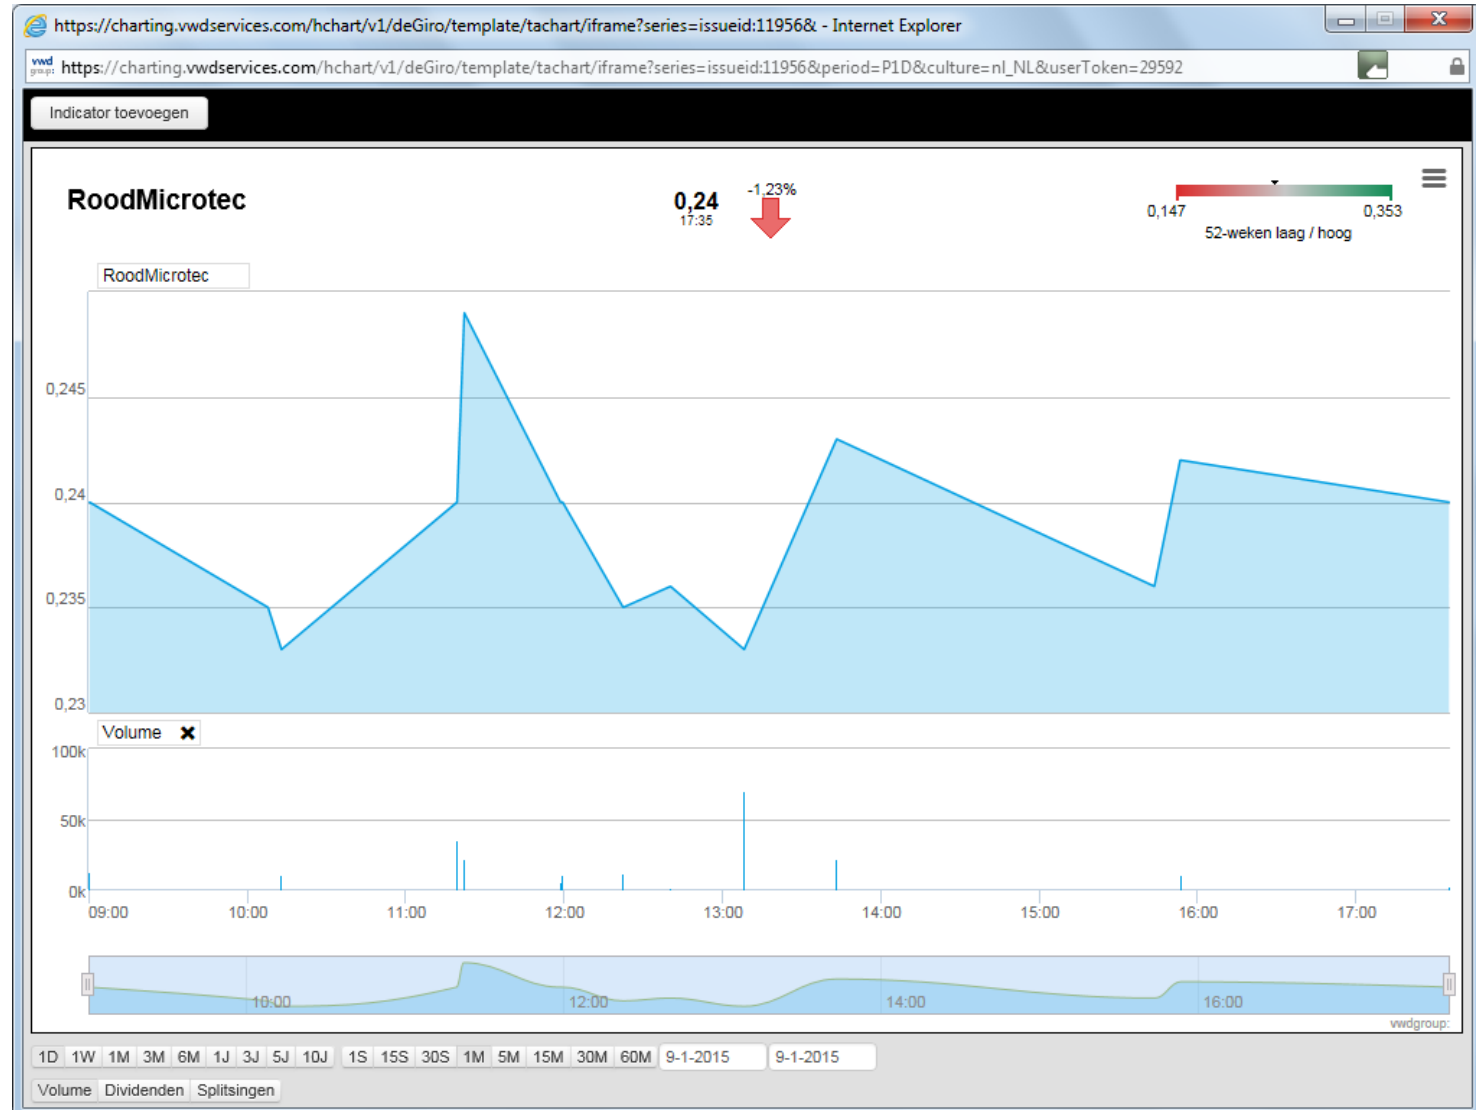 https://charting.vwdservices.com/hchart/v1/deGiro/template/tachart/iframe?series=issueid:11956& - Internet Explorer
vwd group: https://charting.vwdservices.com/hchart/v1/deGiro/template/tachart/iframe?series=issueid:11956&period=P1D&culture=nl_NL&userToken=29592
Indicator toevoegen
RoodMicrotec
0,24
17:35
-1,23%
0,147 0,353
52-weken laag / hoog
RoodMicrotec
0,245
0,24
0,235
0,23
Volume
100k
50k
0k
09:00 10:00 11:00 12:00 13:00 14:00 15:00 16:00 17:00
10:00 12:00 14:00 16:00
vwdgroup:
1D 1W 1M 3M 6M 1J 3J 5J 10J 1S 15S 30S 1M 5M 15M 30M 60M 9-1-2015 9-1-2015
Volume Dividenden Splitsingen